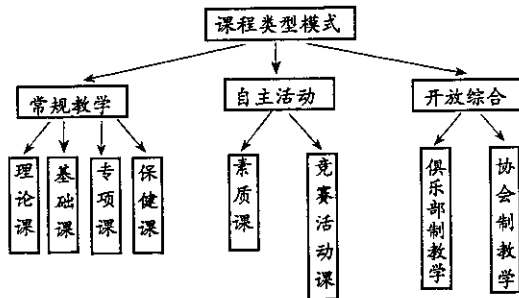 课程类型模式
常规教学
自主活动
开放综合
理论课
基础课
专项课
保健课
素质课
竞赛活动课
俱乐部制教学
协会制教学